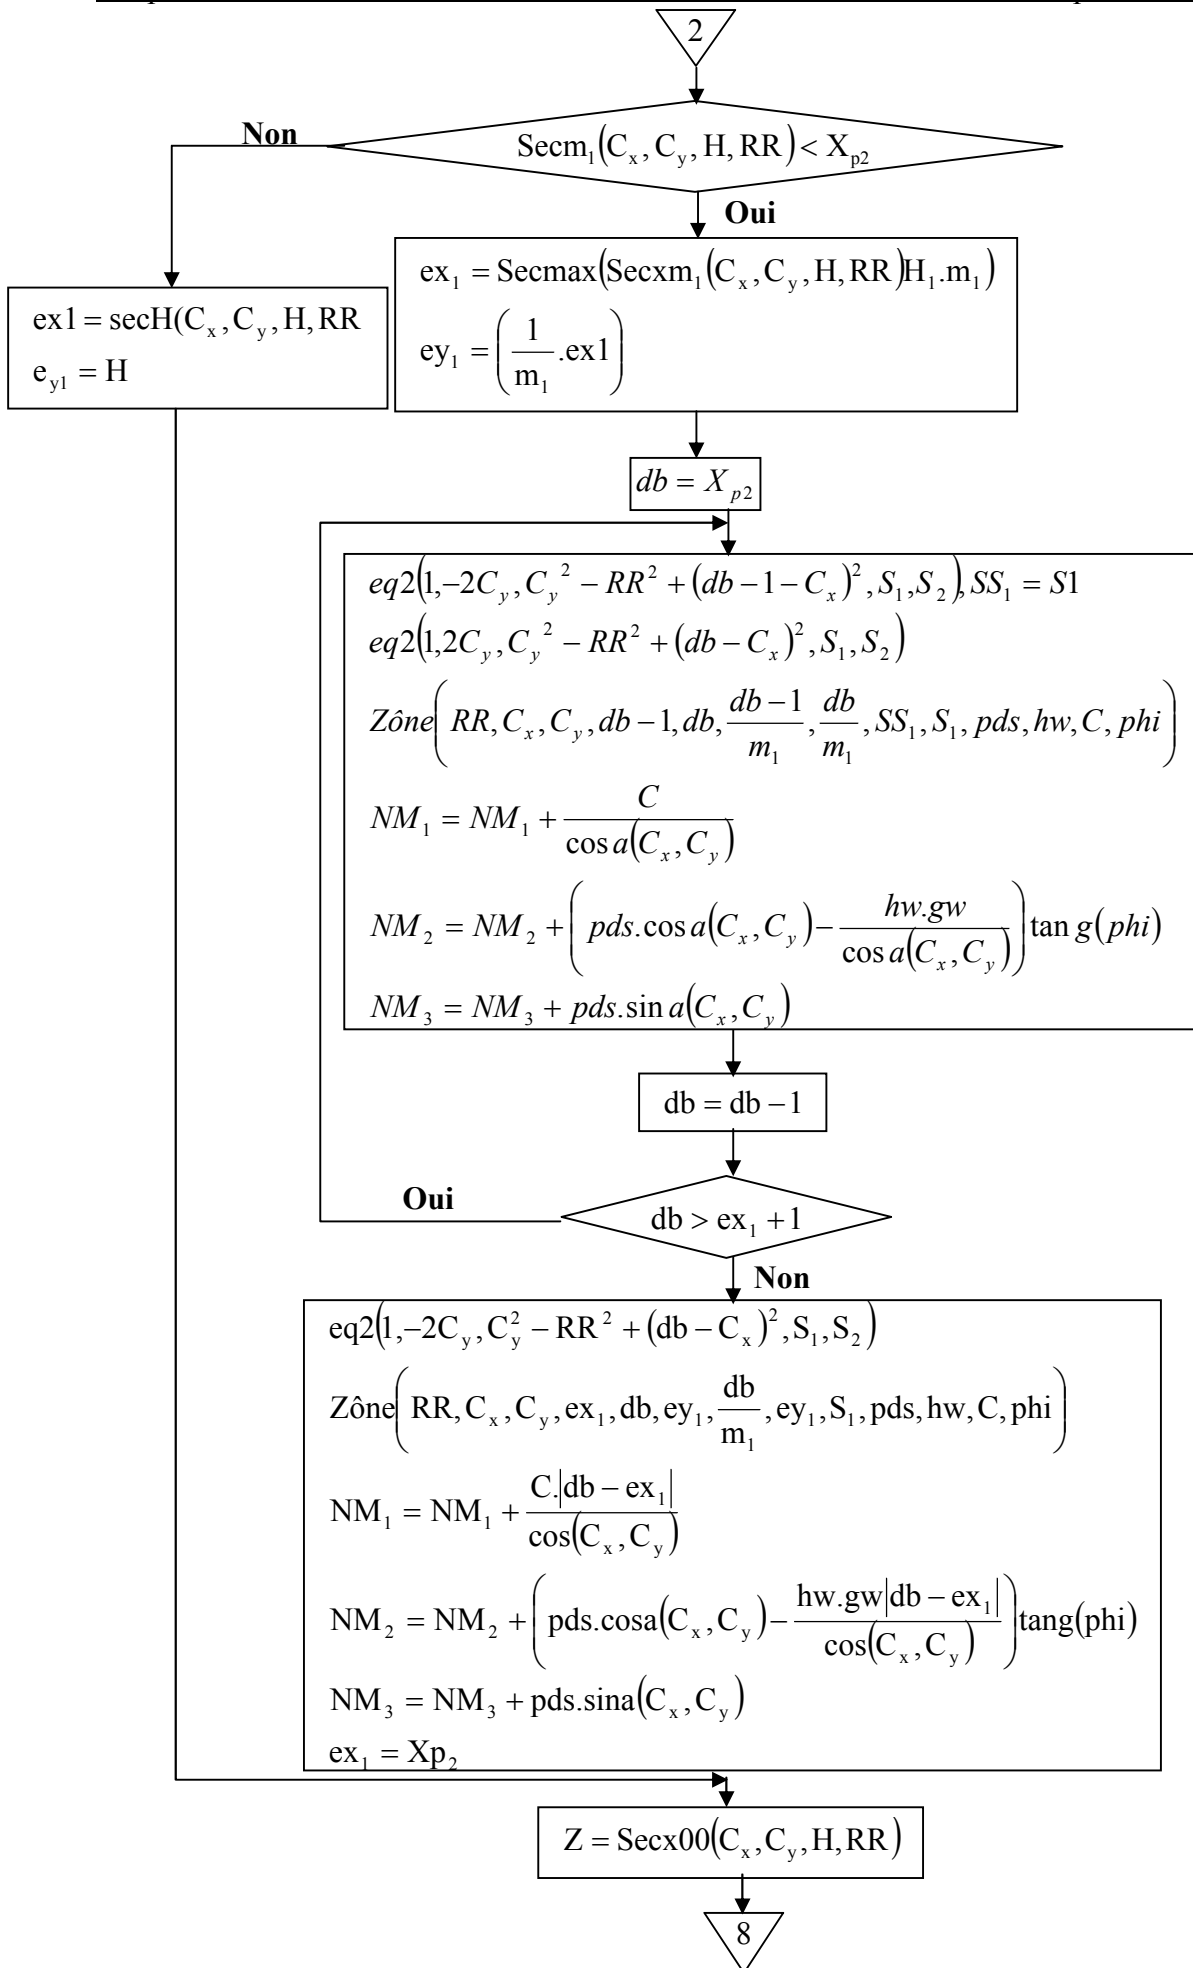 2
Secm₁(Cₓ, C_y, H, RR) < X_p2
Non
Oui
ex₁ = Secmax(Secxm₁(Cₓ, C_y, H, RR)H₁.m₁)
ey₁ = (1/m₁ .ex1)
ex1 = secH(Cₓ, C_y, H, RR
e_y1 = H
db = X_p2
eq2(1,−2C_y, C_y² − RR² + (db − 1 − Cₓ)², S₁, S₂), SS₁ = S1
eq2(1,2C_y, C_y² − RR² + (db − Cₓ)², S₁, S₂)
Zône(RR, Cₓ, C_y, db − 1, db, (db − 1)/m₁, db/m₁, SS₁, S₁, pds, hw, C, phi)
NM₁ = NM₁ + C/cos a(Cₓ, C_y)
NM₂ = NM₂ + (pds.cos a(Cₓ, C_y) − hw.gw/cos a(Cₓ, C_y)) tan g(phi)
NM₃ = NM₃ + pds.sin a(Cₓ, C_y)
db = db − 1
Oui
db > ex₁ + 1
Non
eq2(1,−2C_y, C_y² − RR² + (db − Cₓ)², S₁, S₂)
Zône(RR, Cₓ, C_y, ex₁, db, ey₁, db/m₁, ey₁, S₁, pds, hw, C, phi)
NM₁ = NM₁ + C.|db − ex₁|/cos(Cₓ, C_y)
NM₂ = NM₂ + (pds.cosa(Cₓ, C_y) − hw.gw|db − ex₁|/cos(Cₓ, C_y)) tang(phi)
NM₃ = NM₃ + pds.sina(Cₓ, C_y)
ex₁ = Xp₂
Z = Secx00(Cₓ, C_y, H, RR)
8